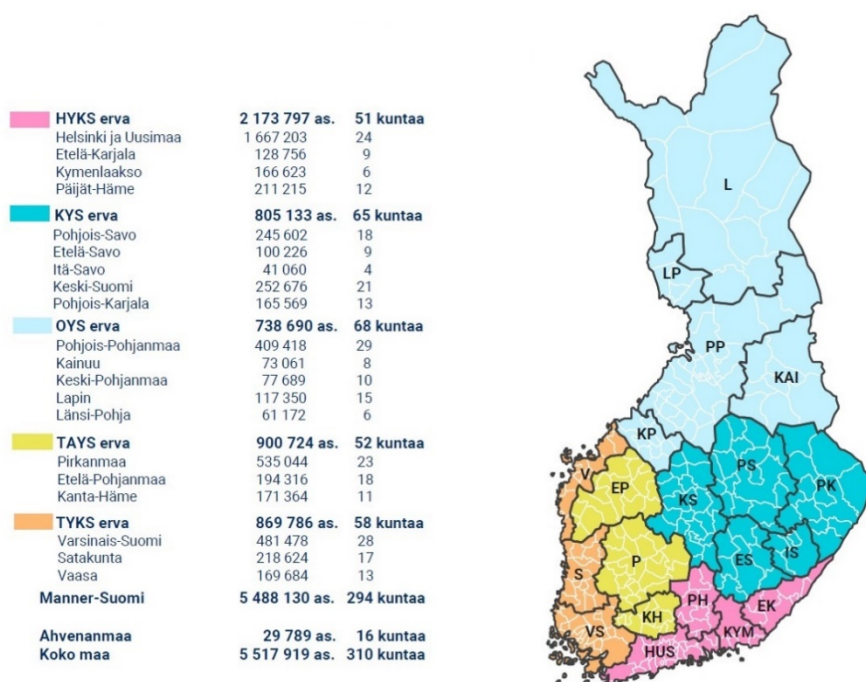 HYKS erva 2 173 797 as. 51 kuntaa
Helsinki ja Uusimaa 1 667 203 24
Etelä-Karjala 128 756 9
Kymenlaakso 166 623 6
Päijät-Häme 211 215 12
KYS erva 805 133 as. 65 kuntaa
Pohjois-Savo 245 602 18
Etelä-Savo 100 226 9
Itä-Savo 41 060 4
Keski-Suomi 252 676 21
Pohjois-Karjala 165 569 13
OYS erva 738 690 as. 68 kuntaa
Pohjois-Pohjanmaa 409 418 29
Kainuu 73 061 8
Keski-Pohjanmaa 77 689 10
Lapin 117 350 15
Länsi-Pohja 61 172 6
TAYS erva 900 724 as. 52 kuntaa
Pirkanmaa 535 044 23
Etelä-Pohjanmaa 194 316 18
Kanta-Häme 171 364 11
TYKS erva 869 786 as. 58 kuntaa
Varsinais-Suomi 481 478 28
Satakunta 218 624 17
Vaasa 169 684 13
Manner-Suomi 5 488 130 as. 294 kuntaa
Ahvenanmaa 29 789 as. 16 kuntaa
Koko maa 5 517 919 as. 310 kuntaa
L
LP
PP
KAI
KP
V
EP
KS
PS
PK
S
P
ES
IS
PH
EK
KH
VS
HUS
KYM